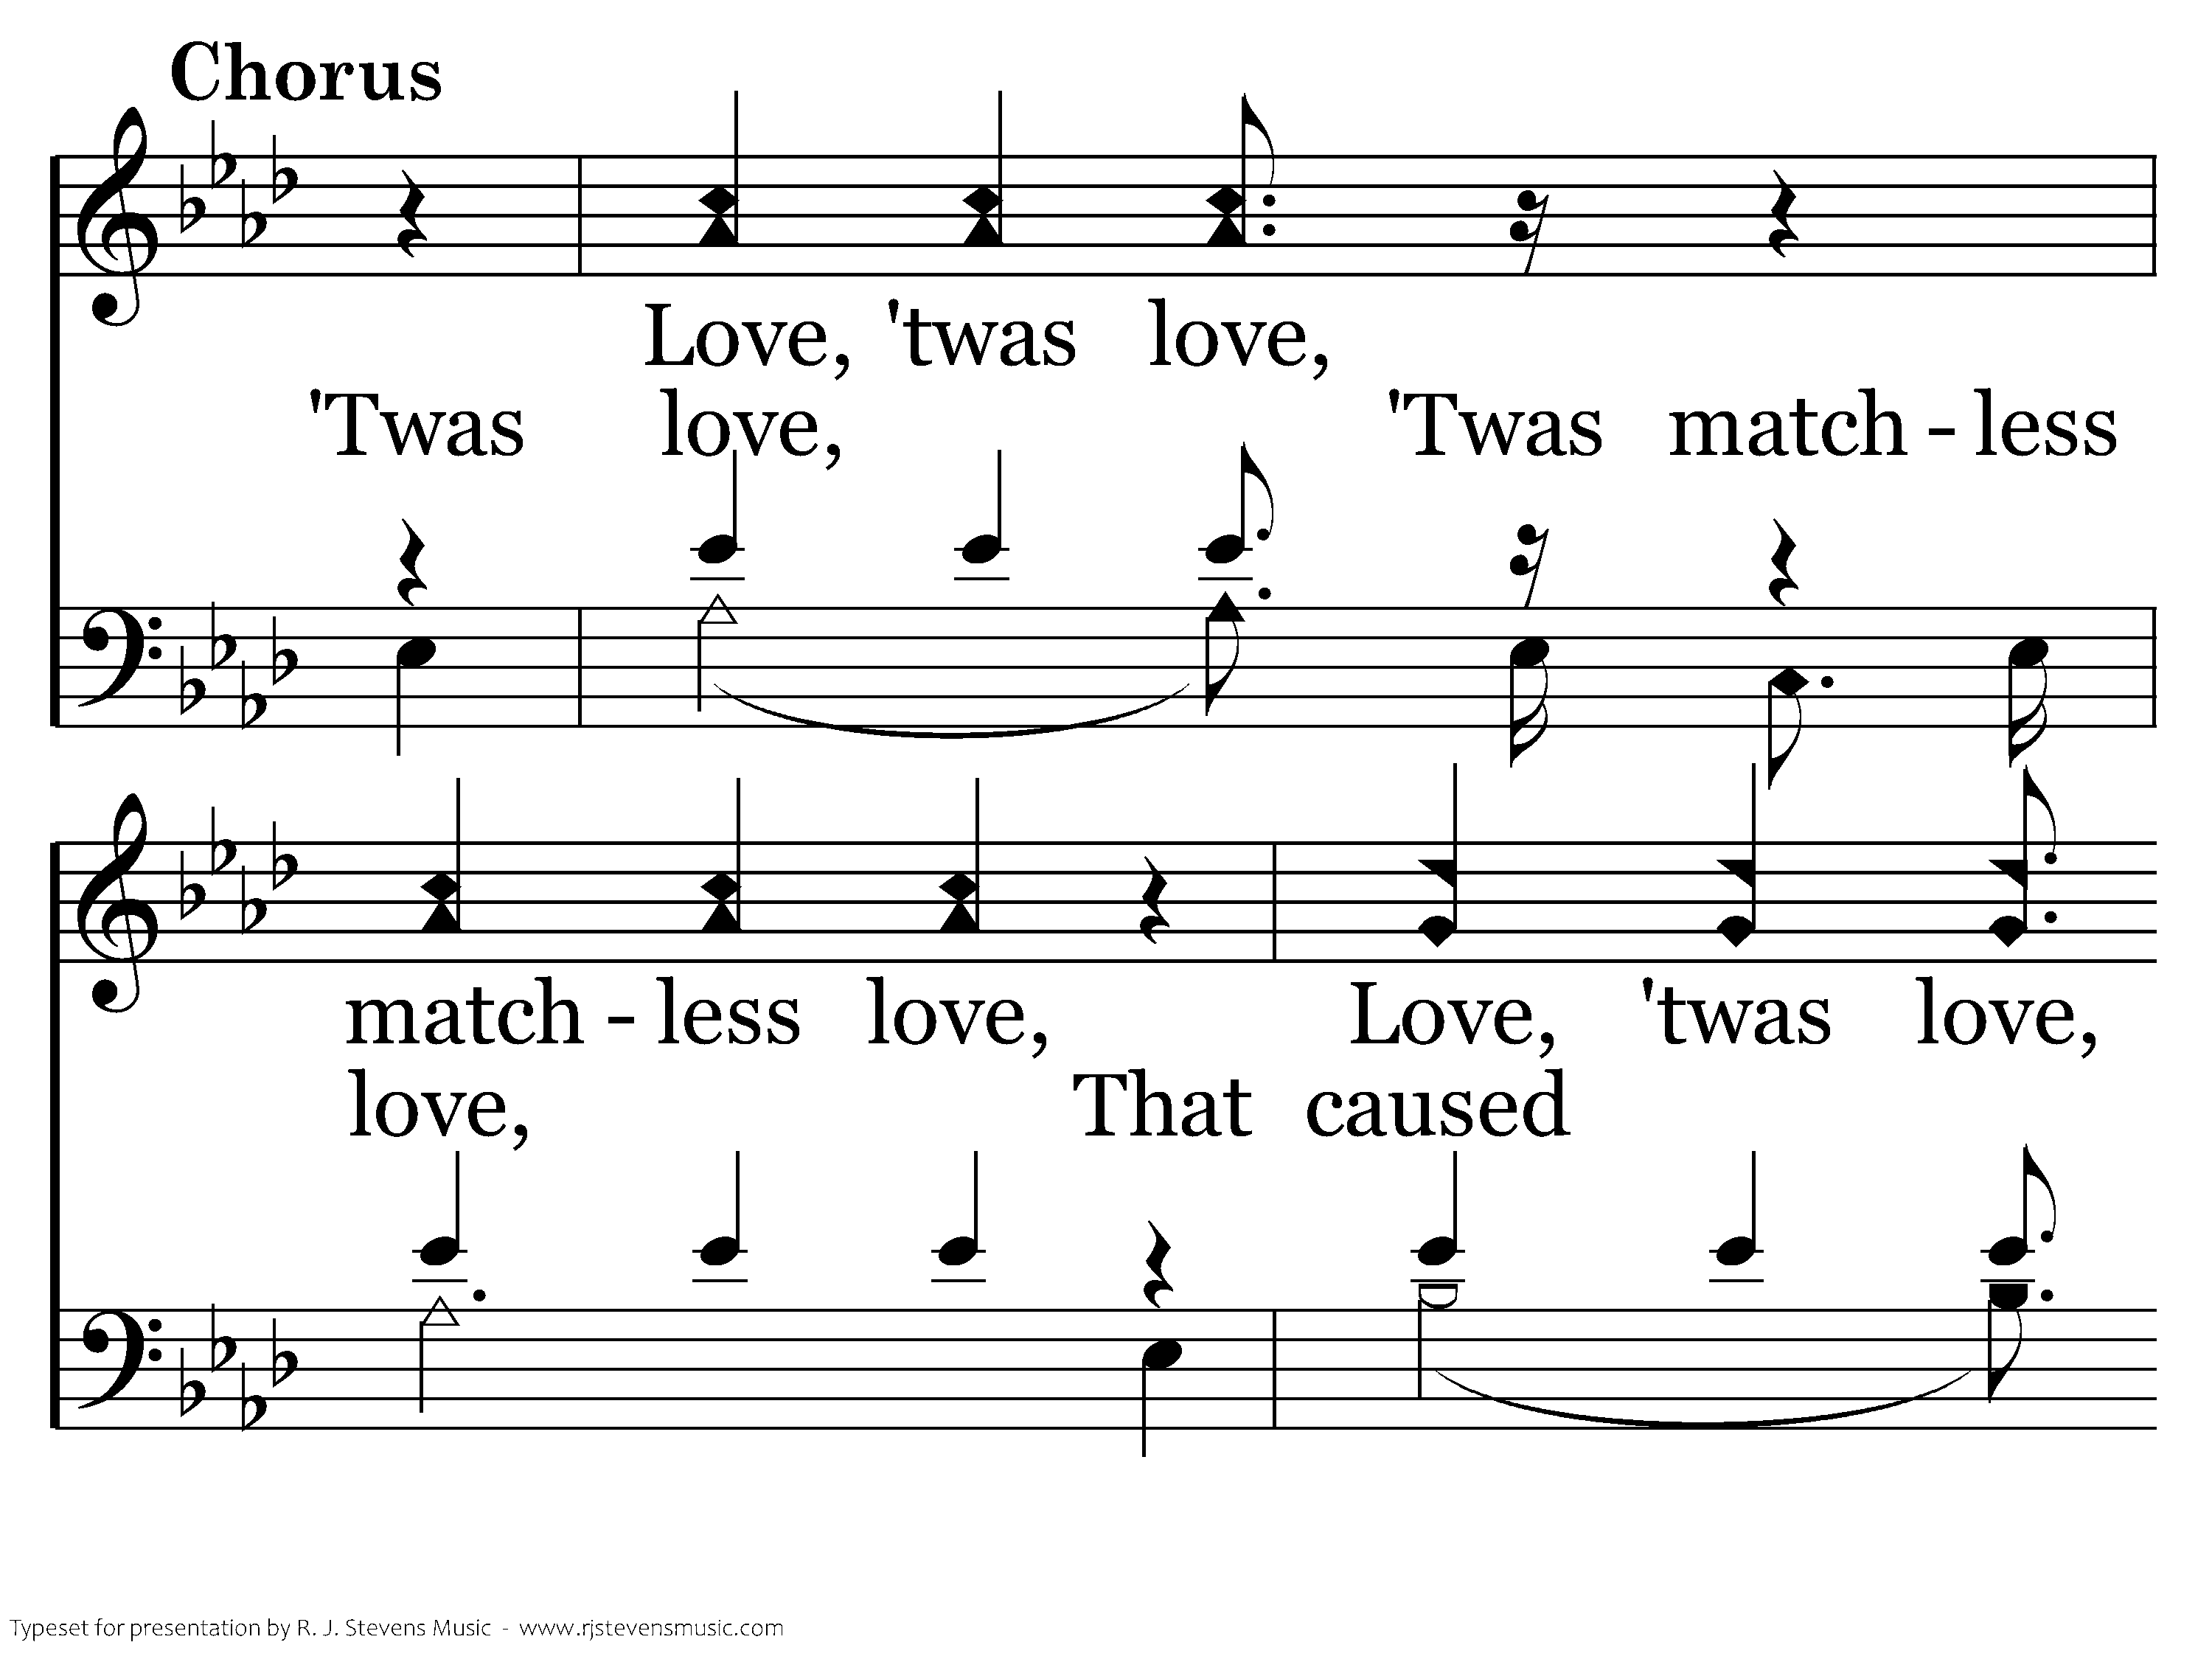 Chorus
Love, 'twas love,
'Twas love, 'Twas match - less
match - less love, Love, 'twas love,
love, That caused
Typeset for presentation by R. J. Stevens Music - www.rjstevensmusic.com